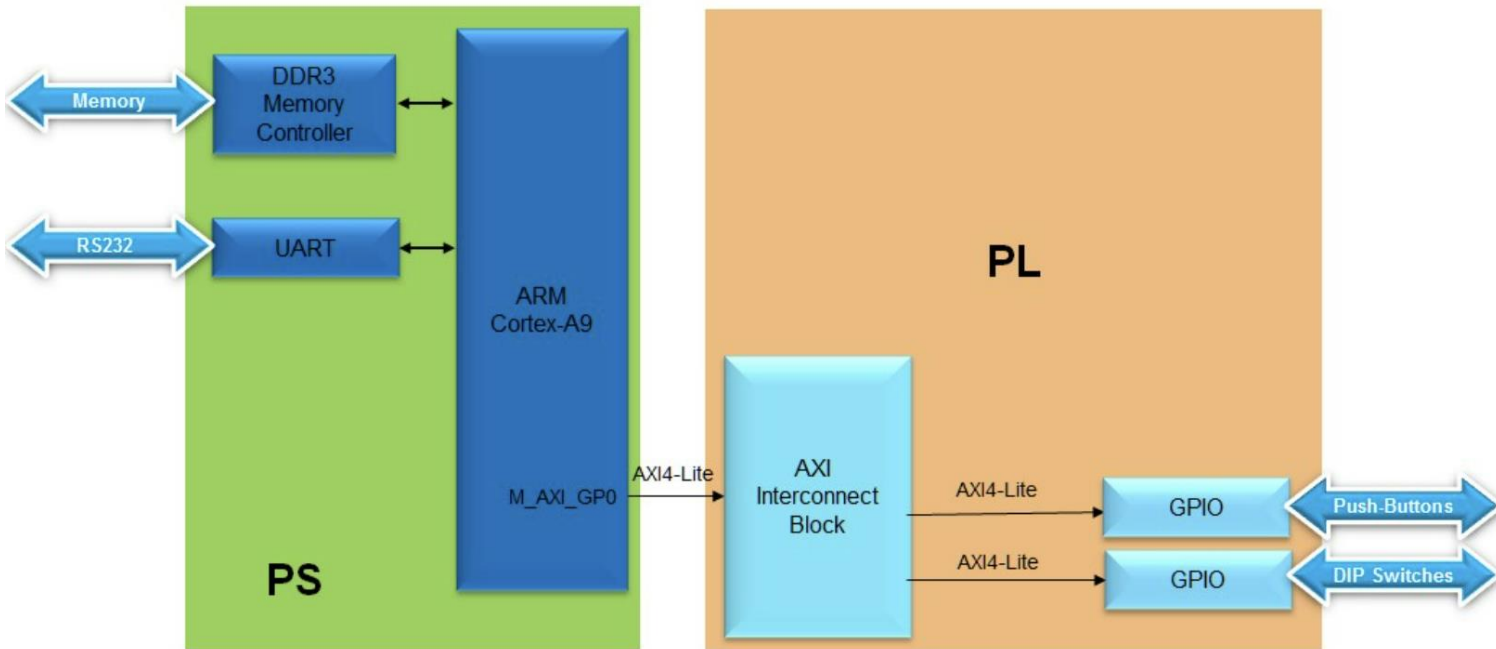 DDR3
Memory
Controller
Memory
RS232
UART
ARM
Cortex-A9
M_AXI_GP0
PS
AXI4-Lite
PL
AXI
Interconnect
Block
AXI4-Lite
GPIO
Push-Buttons
AXI4-Lite
GPIO
DIP Switches